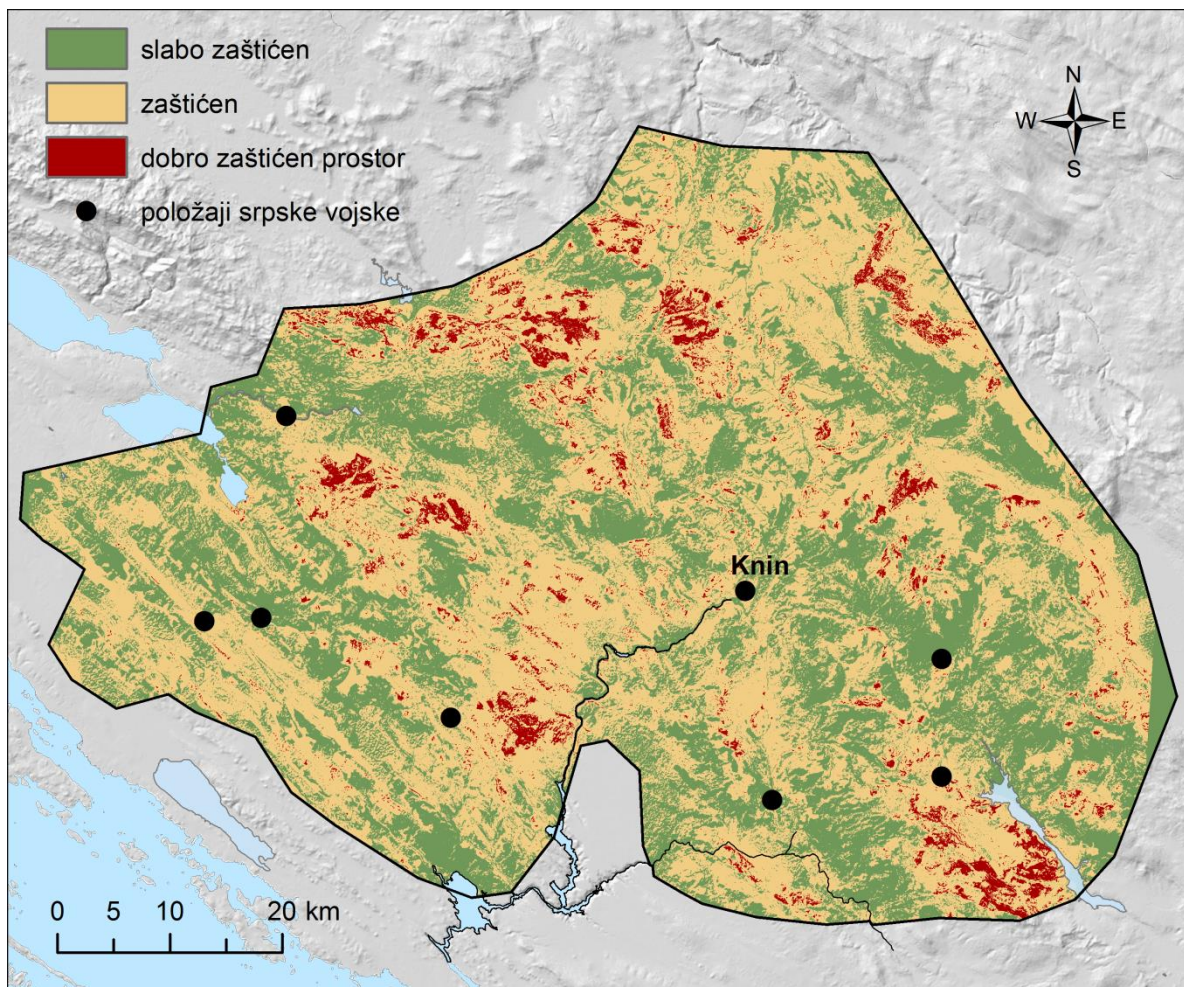 slabo zaštićen
zaštićen
dobro zaštićen prostor
položaji srpske vojske
N
W E
S
Knin
0 5 10 20 km